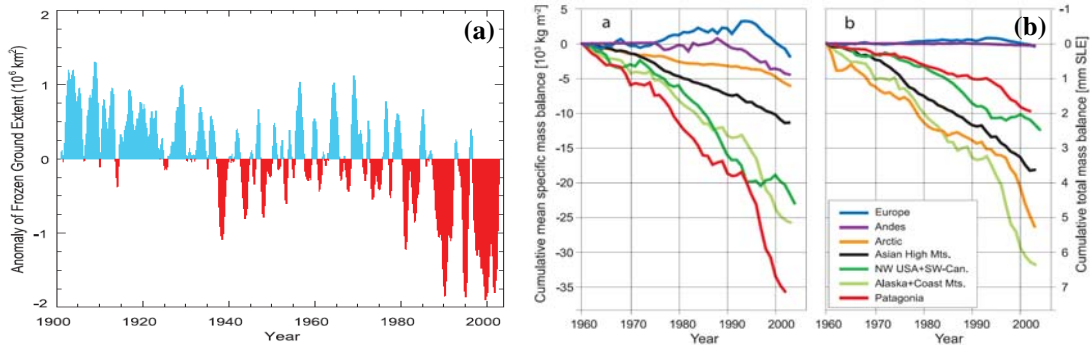 (a)
Anomaly of Frozen Ground Extent (10⁶ km²)
2
1
0
-1
-2
1900
1920
1940
1960
1980
2000
Year
a
Cumulative mean specific mass balance [10³ kg m⁻²]
5
0
-5
-10
-15
-20
-25
-30
-35
1960
1970
1980
1990
2000
Year
b
(b)
Cumulative total mass balance [mm SLE]
-1
0
1
2
3
4
5
6
7
Europe
Andes
Arctic
Asian High Mts.
NW USA+SW-Can.
Alaska+Coast Mts.
Patagonia
1960
1970
1980
1990
2000
Year